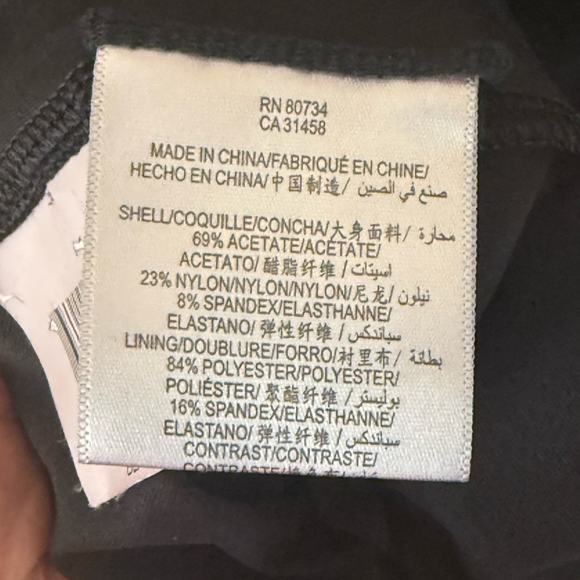 RN 80734
CA 31458
MADE IN CHINA/FABRIQUÉ EN CHINE/
HECHO EN CHINA/中国制造/ صنع في الصين
SHELL/COQUILLE/CONCHA/大身面料/ محارة
69% ACETATE/ACÉTATE/
ACETATO/醋脂纤维/اسيتات
23% NYLON/NYLON/NYLON/尼龙/نيلون
8% SPANDEX/ELASTHANNE/
ELASTANO/弹性纤维/سباندكس
LINING/DOUBLURE/FORRO/衬里布/ بطانة
84% POLYESTER/POLYESTER/
POLIÉSTER/聚酯纤维/بوليستر
16% SPANDEX/ELASTHANNE/
ELASTANO/弹性纤维/سباندكس
CONTRAST/CONTRASTE/
CONTRASTE/